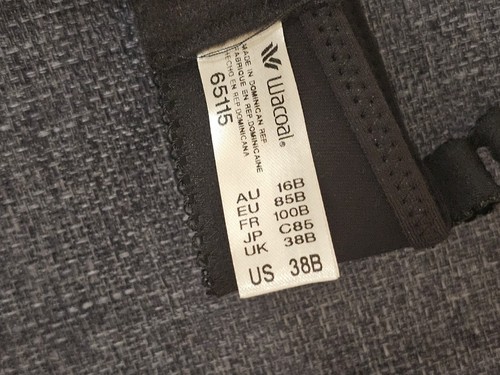 Wacoal®
MADE IN DOMINICAN REP.
FABRIQUE EN REP DOMINICAINE
HECHO EN REP DOMINICANA
65115
AU 16B
EU 85B
FR 100B
JP C85
UK 38B
US 38B